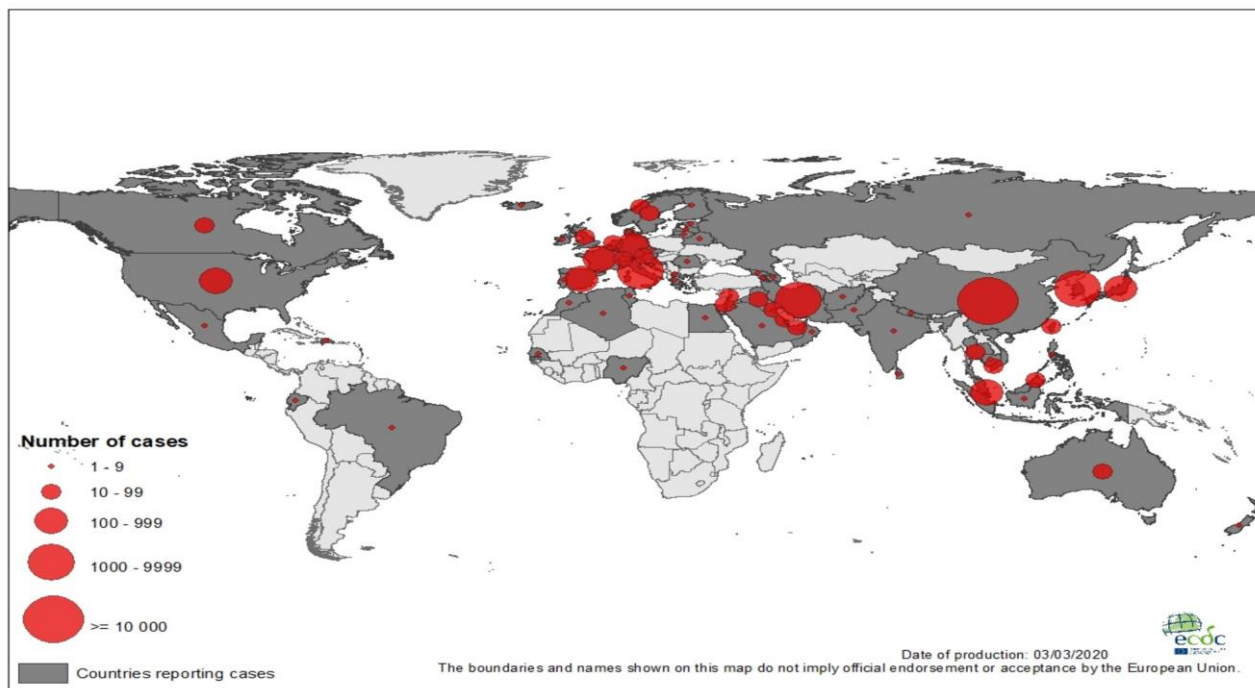 Number of cases
1 - 9
10 - 99
100 - 999
1000 - 9999
>= 10 000
Countries reporting cases
ecdc
Date of production: 03/03/2020
The boundaries and names shown on this map do not imply official endorsement or acceptance by the European Union.